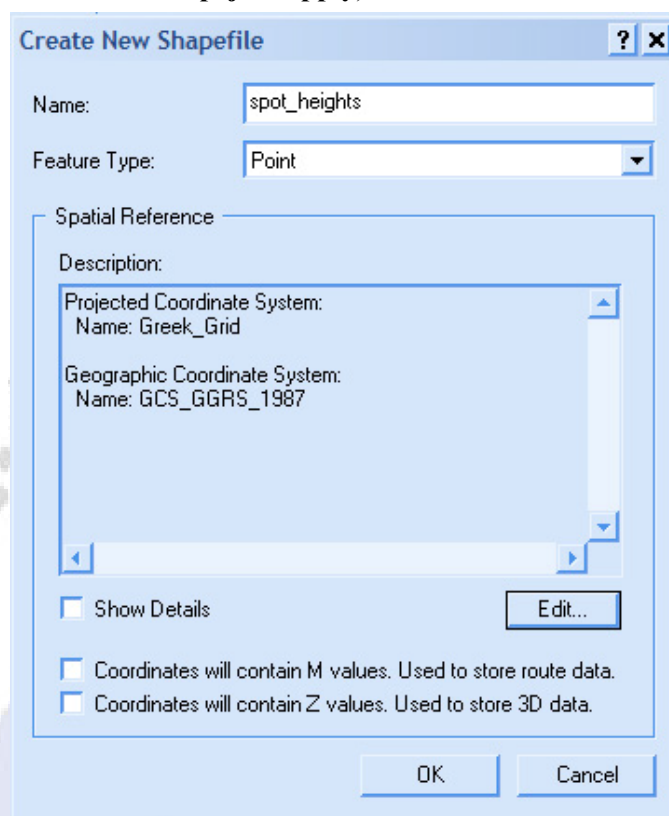 Create New Shapefile
Name: spot_heights
Feature Type: Point
Spatial Reference
Description:
Projected Coordinate System:
Name: Greek_Grid
Geographic Coordinate System:
Name: GCS_GGRS_1987
Show Details Edit...
Coordinates will contain M values. Used to store route data.
Coordinates will contain Z values. Used to store 3D data.
OK Cancel